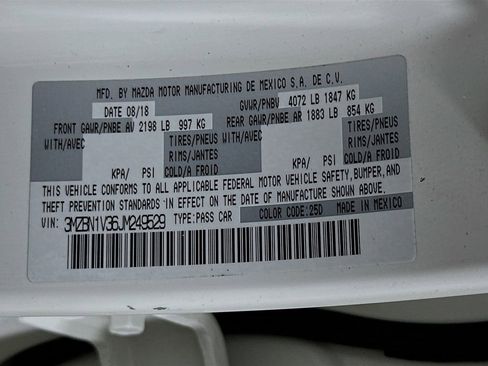 MFD. BY MAZDA MOTOR MANUFACTURING DE MEXICO S.A. DE C.V.
DATE 08/18 GVWR/PNBV 4072 LB 1847 KG
FRONT GAWR/PNBE AV 2198 LB 997 KG REAR GAWR/PNBE AR 1883 LB 854 KG
WITH/AVEC TIRES/PNEUS WITH/AVEC TIRES/PNEUS
RIMS/JANTES RIMS/JANTES
KPA/ PSI COLD/A FROID KPA/ PSI COLD/A FROID
THIS VEHICLE CONFORMS TO ALL APPLICABLE FEDERAL MOTOR VEHICLE SAFETY, BUMPER, AND
THEFT PREVENTION STANDARDS IN EFFECT ON THE DATE OF MANUFACTURE SHOWN ABOVE.
VIN: 3MZBN1V36JM249529 TYPE:PASS CAR COLOR CODE:25D MADE IN MEXICO